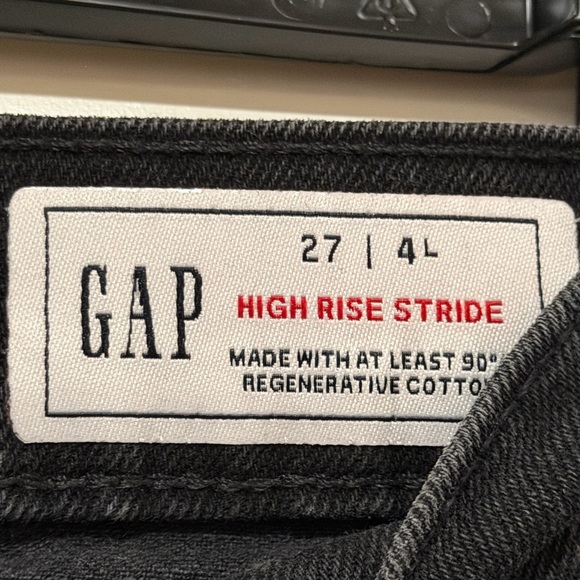 GAP
27 | 4L
HIGH RISE STRIDE
MADE WITH AT LEAST 90
REGENERATIVE COTTO